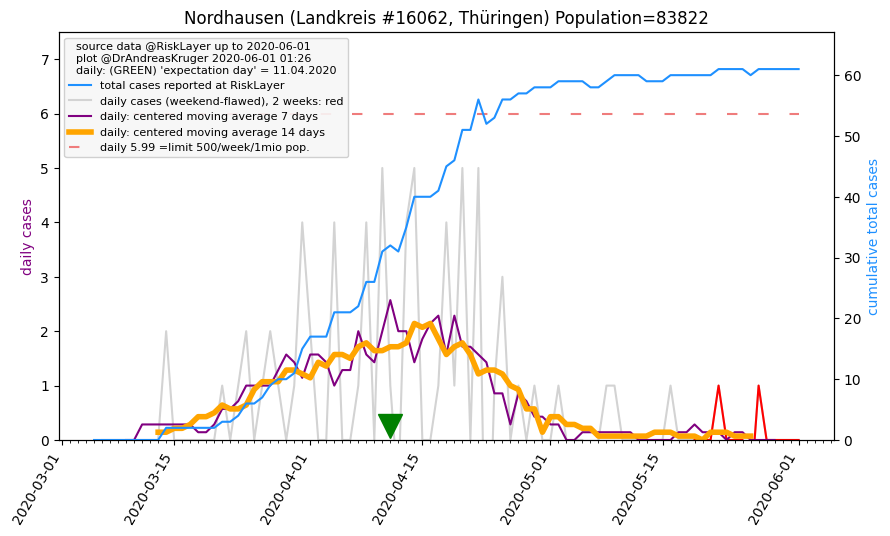 Nordhausen (Landkreis #16062, Thüringen) Population=83822
source data @RiskLayer up to 2020-06-01
plot @DrAndreasKruger 2020-06-01 01:26
daily: (GREEN) 'expectation day' = 11.04.2020
total cases reported at RiskLayer
daily cases (weekend-flawed), 2 weeks: red
daily: centered moving average 7 days
daily: centered moving average 14 days
daily 5.99 =limit 500/week/1mio pop.
daily cases
7
6
5
4
3
2
1
0
cumulative total cases
60
50
40
30
20
10
0
2020-03-01
2020-03-15
2020-04-01
2020-04-15
2020-05-01
2020-05-15
2020-06-01